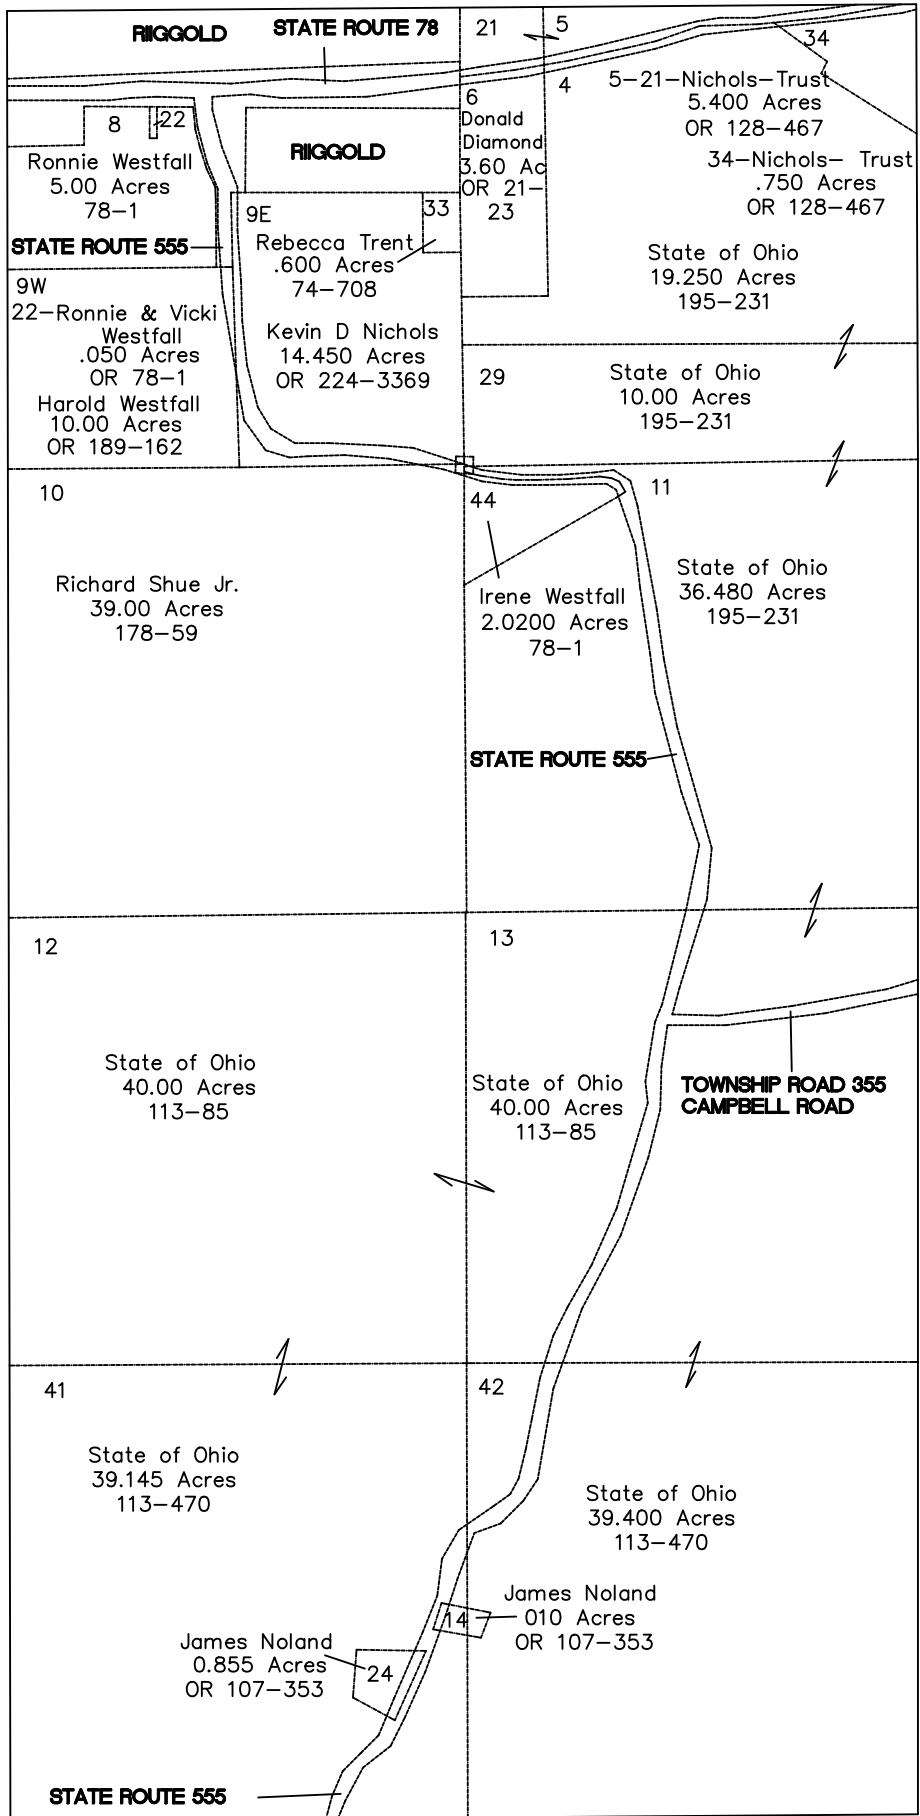 RIIGGOLD
STATE ROUTE 78
21
5
34
8
22
Ronnie Westfall
5.00 Acres
78-1
STATE ROUTE 555
RIIGGOLD
6
Donald
Diamond
3.60 Ac
OR 21-
23
4
5-21-Nichols-Trust
5.400 Acres
OR 128-467
34-Nichols- Trust
.750 Acres
OR 128-467
State of Ohio
19.250 Acres
195-231
9E
33
Rebecca Trent
.600 Acres
74-708
Kevin D Nichols
14.450 Acres
OR 224-3369
9W
22-Ronnie & Vicki
Westfall
.050 Acres
OR 78-1
Harold Westfall
10.00 Acres
OR 189-162
29
State of Ohio
10.00 Acres
195-231
10
Richard Shue Jr.
39.00 Acres
178-59
44
Irene Westfall
2.0200 Acres
78-1
11
State of Ohio
36.480 Acres
195-231
STATE ROUTE 555
12
State of Ohio
40.00 Acres
113-85
13
State of Ohio
40.00 Acres
113-85
TOWNSHIP ROAD 355
CAMPBELL ROAD
41
State of Ohio
39.145 Acres
113-470
42
State of Ohio
39.400 Acres
113-470
14
James Noland
010 Acres
OR 107-353
James Noland
0.855 Acres
OR 107-353
24
STATE ROUTE 555